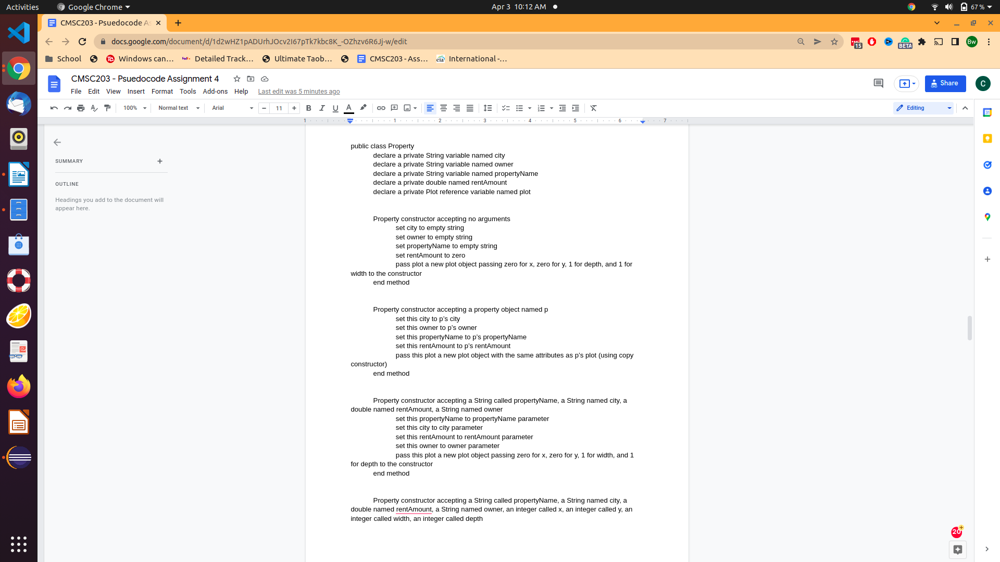 Activities
Google Chrome
Apr 3 10:12 AM
67 %
CMSC203 - Psuedocode As
docs.google.com/document/d/1d2wHZ1pADUrhJOcv2I67pTk7kbc8K_-OZhzv6R6Jj-w/edit
15
BETA
Bw
School
Windows can…
Detailed Track…
Ultimate Taob…
CMSC203 - Ass…
International -…
CMSC203 - Psuedocode Assignment 4
Share
C
File Edit View Insert Format Tools Add-ons Help Last edit was 5 minutes ago
100% Normal text Arial 11 B I U A Editing
1 1 2 3 4 5 6 7
31
SUMMARY
OUTLINE
Headings you add to the document will
appear here.
public class Property
declare a private String variable named city
declare a private String variable named owner
declare a private String variable named propertyName
declare a private double named rentAmount
declare a private Plot reference variable named plot
Property constructor accepting no arguments
set city to empty string
set owner to empty string
set propertyName to empty string
set rentAmount to zero
pass plot a new plot object passing zero for x, zero for y, 1 for depth, and 1 for
width to the constructor
end method
Property constructor accepting a property object named p
set this city to p’s city
set this owner to p’s owner
set this propertyName to p’s propertyName
set this rentAmount to p’s rentAmount
pass this plot a new plot object with the same attributes as p’s plot (using copy
constructor)
end method
Property constructor accepting a String called propertyName, a String named city, a
double named rentAmount, a String named owner
set this propertyName to propertyName parameter
set this city to city parameter
set this rentAmount to rentAmount parameter
set this owner to owner parameter
pass this plot a new plot object passing zero for x, zero for y, 1 for width, and 1
for depth to the constructor
end method
Property constructor accepting a String called propertyName, a String named city, a
double named rentAmount, a String named owner, an integer called x, an integer called y, an
integer called width, an integer called depth
20